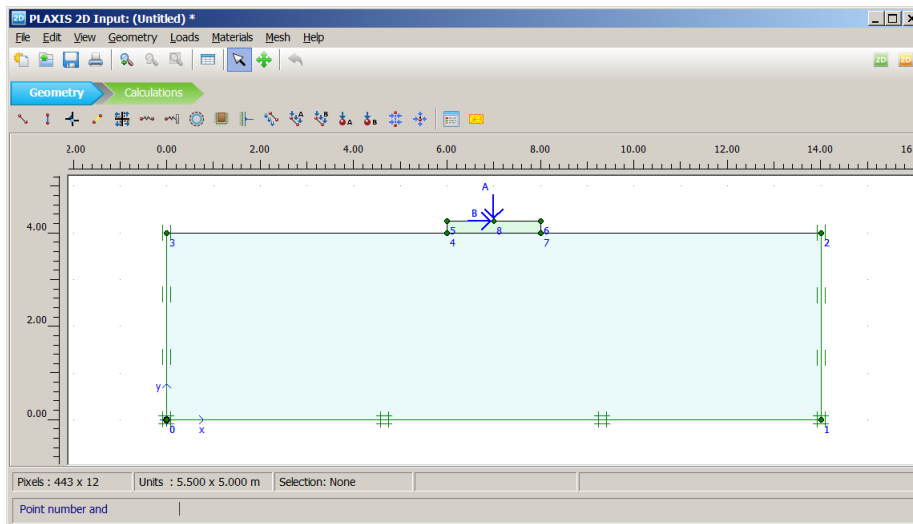 2D PLAXIS 2D Input: (Untitled) *
File Edit View Geometry Loads Materials Mesh Help
2D 2D
Geometry Calculations
A B A B
2.00 0.00 2.00 4.00 6.00 8.00 10.00 12.00 14.00 16
A
B
4.00
5 8 6
3 4 7 2
2.00
y
0.00
0 x 1
Pixels : 443 x 12 Units : 5.500 x 5.000 m Selection: None
Point number and